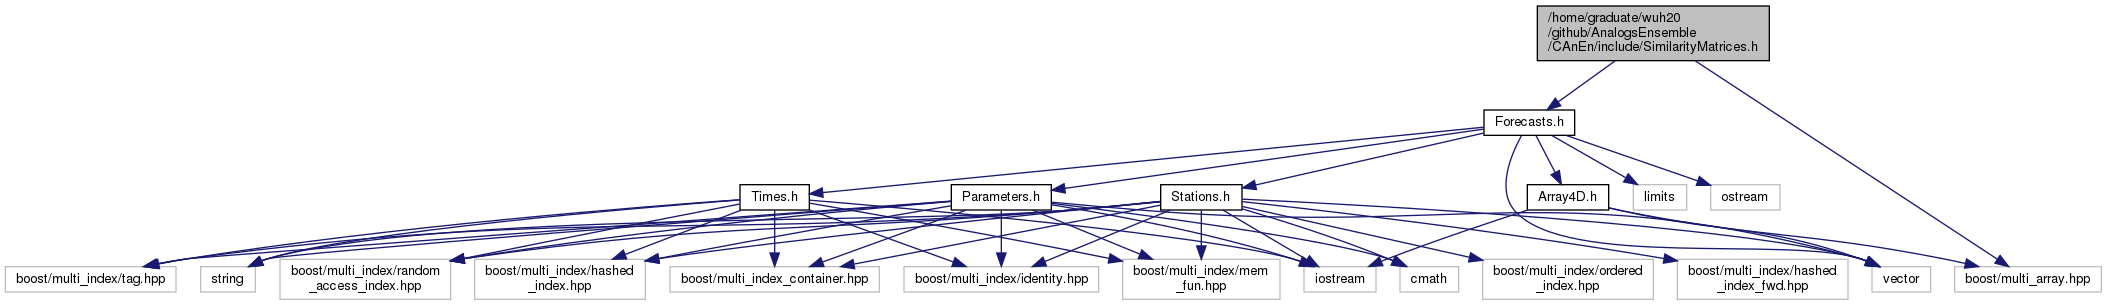 /home/graduate/wuh20
/github/AnalogsEnsemble
/CAnEn/include/SimilarityMatrices.h
Forecasts.h
Times.h
Parameters.h
Stations.h
Array4D.h
limits
ostream
boost/multi_index/tag.hpp
string
boost/multi_index/random
_access_index.hpp
boost/multi_index/hashed
_index.hpp
boost/multi_index_container.hpp
boost/multi_index/identity.hpp
boost/multi_index/mem
_fun.hpp
iostream
cmath
boost/multi_index/ordered
_index.hpp
boost/multi_index/hashed
_index_fwd.hpp
vector
boost/multi_array.hpp